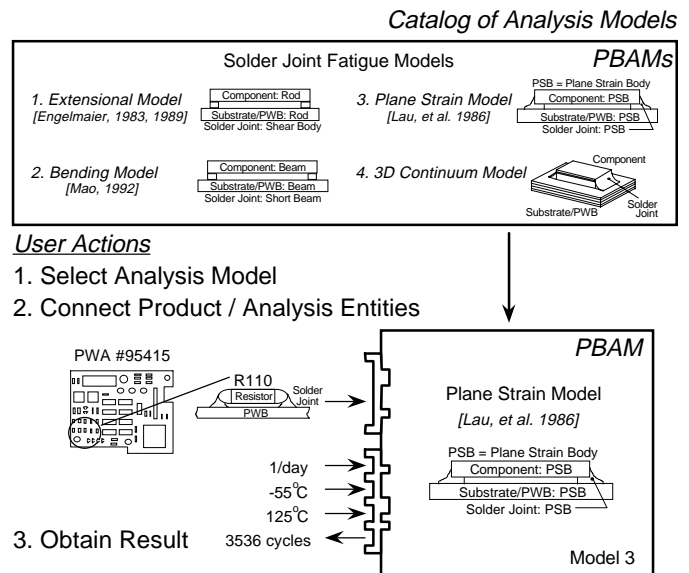 Catalog of Analysis Models
Solder Joint Fatigue Models
PBAMs
1. Extensional Model
[Engelmaier, 1983, 1989]
Component: Rod
Substrate/PWB: Rod
Solder Joint: Shear Body
2. Bending Model
[Mao, 1992]
Component: Beam
Substrate/PWB: Beam
Solder Joint: Short Beam
3. Plane Strain Model
[Lau, et al. 1986]
PSB = Plane Strain Body
Component: PSB
Substrate/PWB: PSB
Solder Joint: PSB
4. 3D Continuum Model
Component
Substrate/PWB
Solder
Joint
User Actions
1. Select Analysis Model
2. Connect Product / Analysis Entities
PWA #95415
R110
Resistor
PWB
Solder
Joint
1/day
-55°C
125°C
3. Obtain Result
3536 cycles
PBAM
Plane Strain Model
[Lau, et al. 1986]
PSB = Plane Strain Body
Component: PSB
Substrate/PWB: PSB
Solder Joint: PSB
Model 3